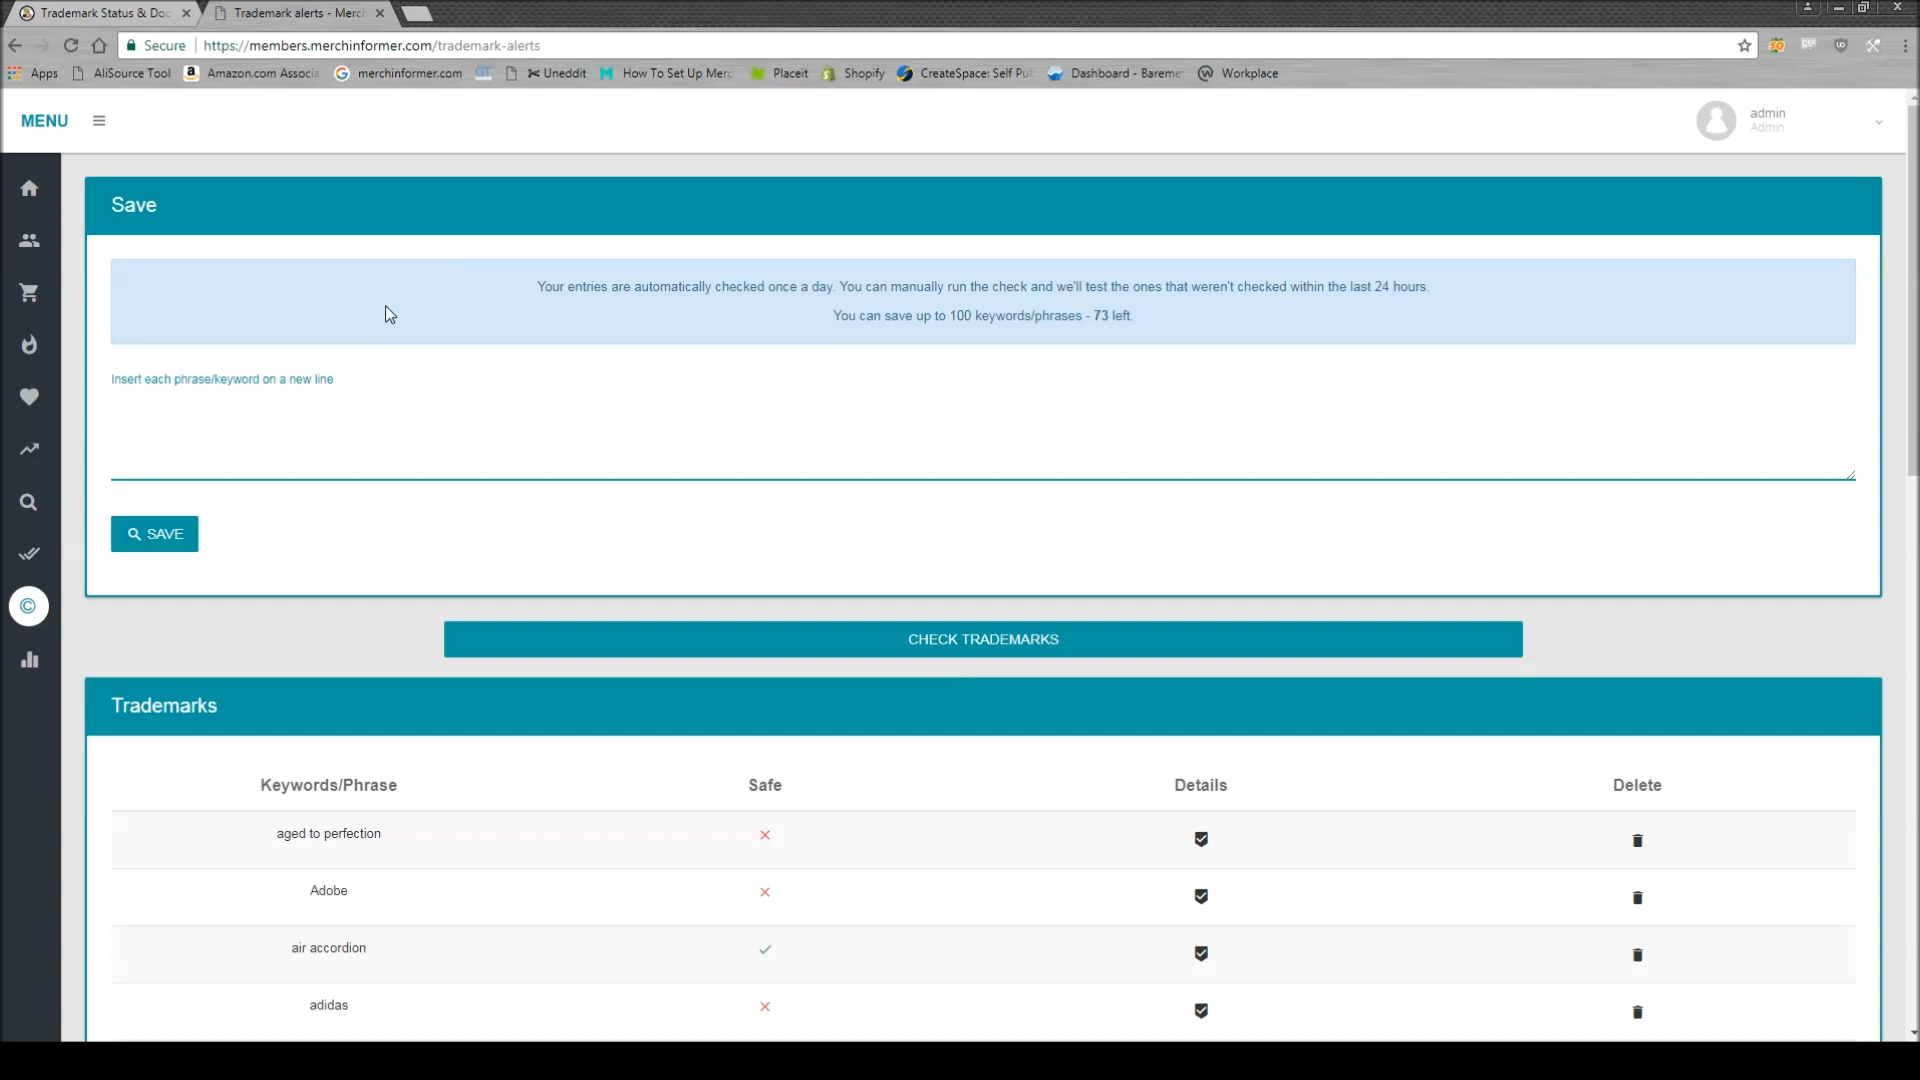 Trademark Status & Doc
Trademark alerts - Merch
Secure
https://members.merchinformer.com/trademark-alerts
Apps
AliSource Tool
Amazon.com Associa
merchinformer.com
Uneddit
How To Set Up Merc
Placeit
Shopify
CreateSpace: Self Pu
Dashboard - Bareme
Workplace
MENU
admin
Admin
Save
Your entries are automatically checked once a day. You can manually run the check and we'll test the ones that weren't checked within the last 24 hours.
You can save up to 100 keywords/phrases - 73 left.
Insert each phrase/keyword on a new line
SAVE
CHECK TRADEMARKS
Trademarks
Keywords/Phrase Safe Details Delete
aged to perfection
Adobe
air accordion
adidas